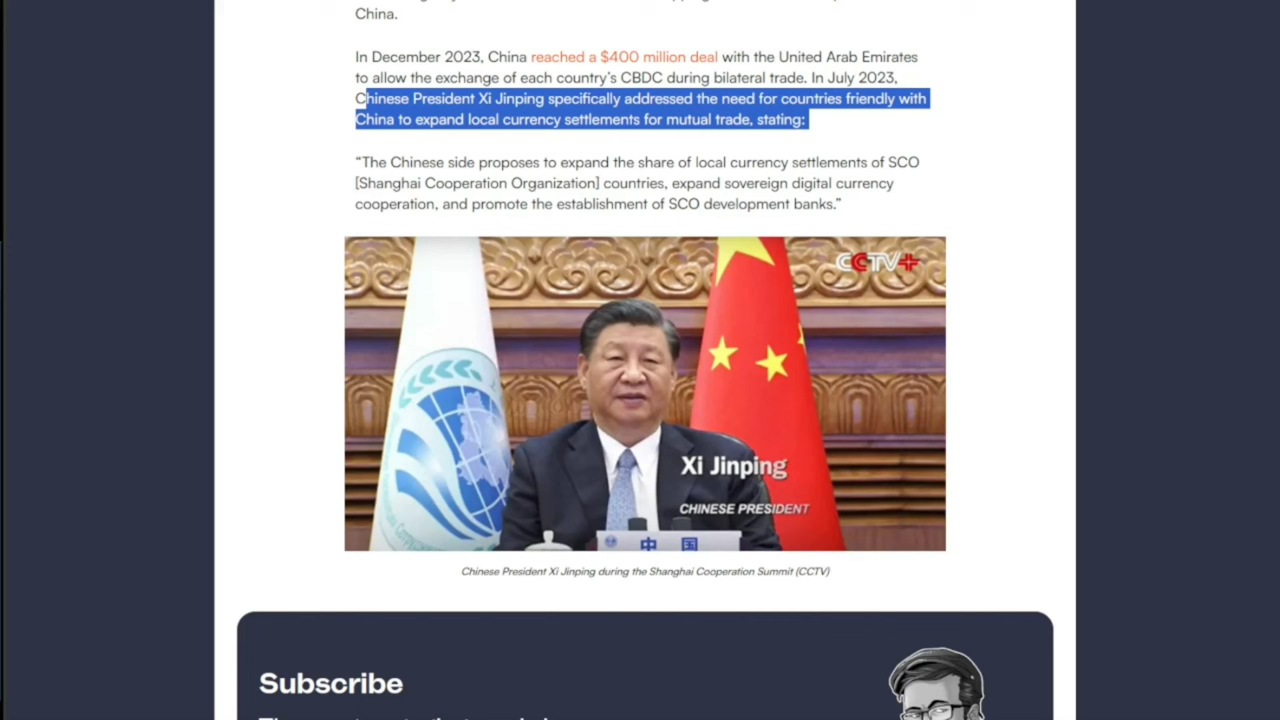 China.
In December 2023, China reached a $400 million deal with the United Arab Emirates
to allow the exchange of each country’s CBDC during bilateral trade. In July 2023,
Chinese President Xi Jinping specifically addressed the need for countries friendly with
China to expand local currency settlements for mutual trade, stating:
“The Chinese side proposes to expand the share of local currency settlements of SCO
[Shanghai Cooperation Organization] countries, expand sovereign digital currency
cooperation, and promote the establishment of SCO development banks.”
CCTV+
Xi Jinping
CHINESE PRESIDENT
中国
Chinese President Xi Jinping during the Shanghai Cooperation Summit (CCTV)
Subscribe